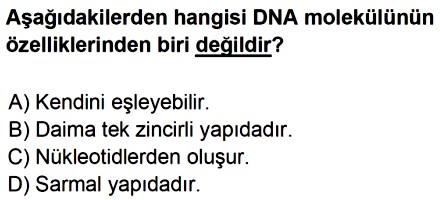 Aşağıdakilerden hangisi DNA molekülünün
özelliklerinden biri değildir?
A) Kendini eşleyebilir.
B) Daima tek zincirli yapıdadır.
C) Nükleotidlerden oluşur.
D) Sarmal yapıdadır.